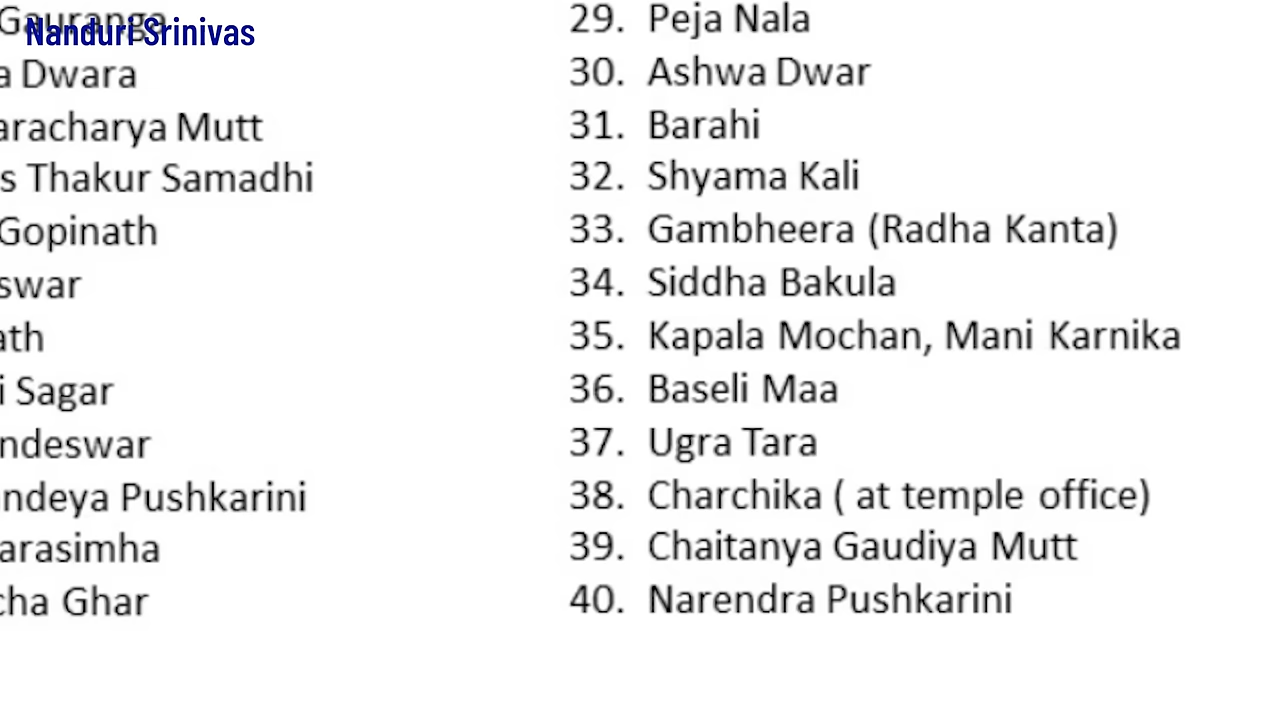 Nanduri Srinivas
Gauranga
a Dwara
aracharya Mutt
s Thakur Samadhi
Gopinath
swar
ath
i Sagar
ndeswar
ndeya Pushkarini
arasimha
cha Ghar
29. Peja Nala
30. Ashwa Dwar
31. Barahi
32. Shyama Kali
33. Gambheera (Radha Kanta)
34. Siddha Bakula
35. Kapala Mochan, Mani Karnika
36. Baseli Maa
37. Ugra Tara
38. Charchika ( at temple office)
39. Chaitanya Gaudiya Mutt
40. Narendra Pushkarini